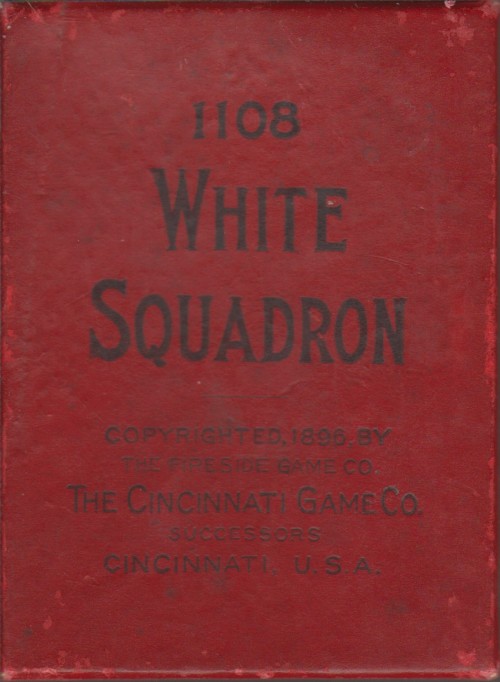 1108
WHITE
SQUADRON
COPYRIGHTED, 1896, BY
THE FIRESIDE GAME CO.
THE CINCINNATI GAME CO.
SUCCESSORS
CINCINNATI, U.S.A.